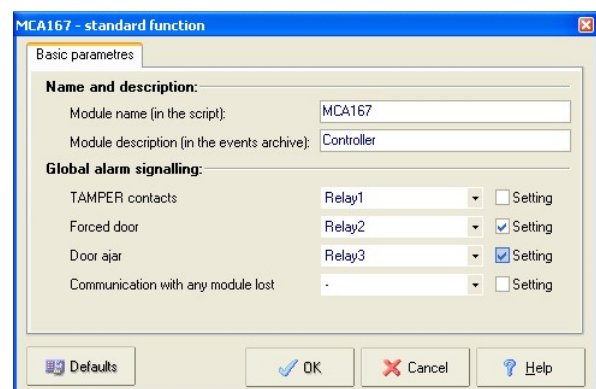 MCA167 - standard function
Basic parametres
Name and description:
Module name (in the script): MCA167
Module description (in the events archive): Controller
Global alarm signalling:
TAMPER contacts Relay1 Setting
Forced door Relay2 Setting
Door ajar Relay3 Setting
Communication with any module lost - Setting
Defaults OK Cancel Help